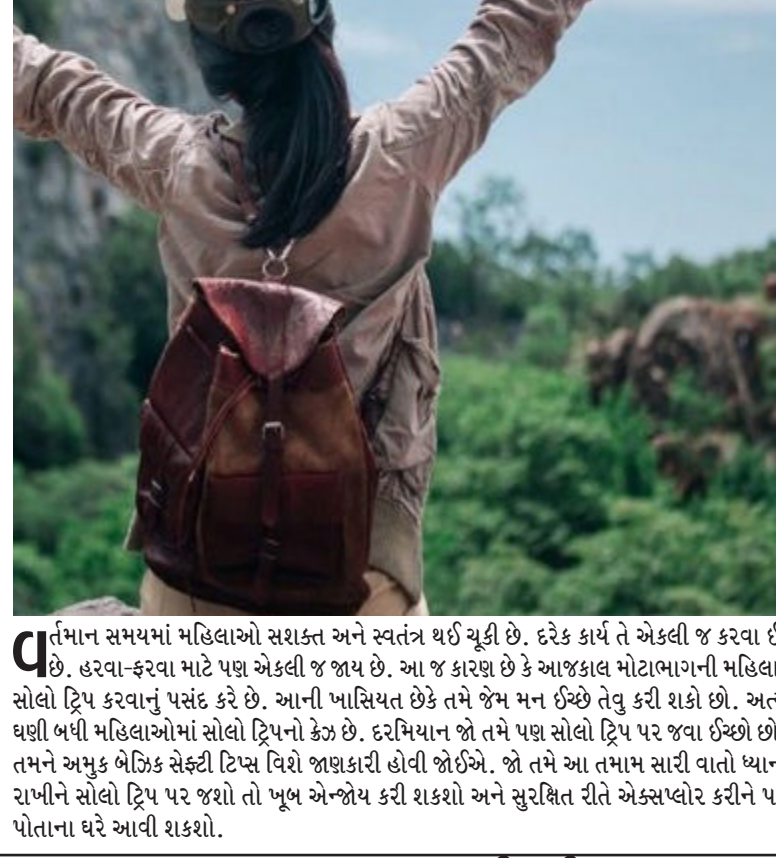 વર્તમાન સમયમાં મહિલાઓ સશક્ત અને સ્વતંત્ર થઈ ચૂકી છે. દરેક કાર્ય તે એકલી જ કરવા
છે. હરવા-ફરવા માટે પણ એકલી જ જાય છે. આ જ કારણ છે કે આજકાલ મોટાભાગની
સોલો ટ્રિપ કરવાનું પસંદ કરે છે. આની ખાસિયત છેકે તમે જેમ મન ઈચ્છે તેવુ કરી શકો છો.
ઘણી બધી મહિલાઓમાં સોલો ટ્રિપનો ક્રેઝ છે. દરમિયાન જો તમે પણ સોલો ટ્રિપ પર જવા ઈચ્છો છો
તમને અમુક બેઝિક સેફ્ટી ટિપ્સ વિશે જાણકારી હોવી જોઈએ. જો તમે આ તમામ સારી વાતો
રાખીને સોલો ટ્રિપ પર જશો તો ખૂબ એન્જોય કરી શકશો અને સુરક્ષિત રીતે એક્સપ્લોર કરીને
પોતાના ઘરે આવી શકશો.